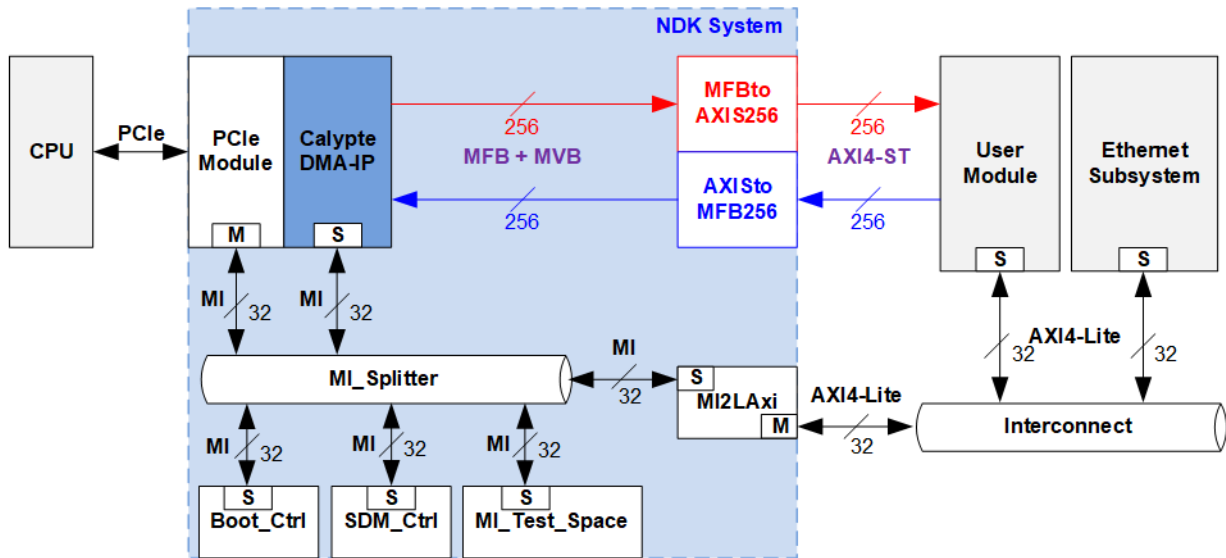 NDK System
CPU
PCIe
PCIe
Module
M
Calypte
DMA-IP
S
256
MFB + MVB
256
MFBto
AXIS256
AXISto
MFB256
256
AXI4-ST
256
User
Module
S
Ethernet
Subsystem
S
MI
32
MI
32
32
AXI4-Lite
32
MI_Splitter
MI
32
S
MI2LAxi
M
AXI4-Lite
32
Interconnect
MI
32
MI
32
MI
32
S
Boot_Ctrl
S
SDM_Ctrl
S
MI_Test_Space